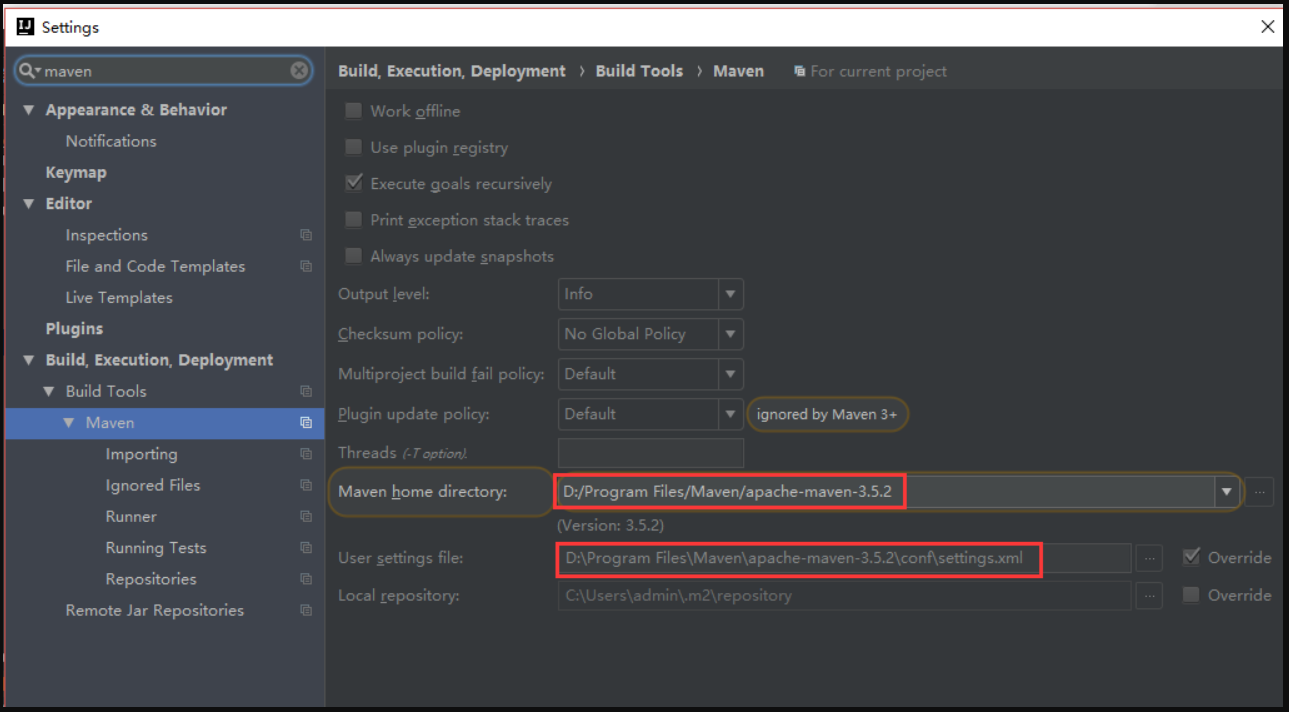 Settings
maven
Build, Execution, Deployment › Build Tools › Maven For current project
Appearance & Behavior
Notifications
Keymap
Editor
Inspections
File and Code Templates
Live Templates
Plugins
Build, Execution, Deployment
Build Tools
Maven
Importing
Ignored Files
Runner
Running Tests
Repositories
Remote Jar Repositories
Work offline
Use plugin registry
Execute goals recursively
Print exception stack traces
Always update snapshots
Output level: Info
Checksum policy: No Global Policy
Multiproject build fail policy: Default
Plugin update policy: Default ignored by Maven 3+
Threads (-T option).
Maven home directory: D:/Program Files/Maven/apache-maven-3.5.2 ...
(Version: 3.5.2)
User settings file: D:\Program Files\Maven\apache-maven-3.5.2\conf\settings.xml ... Override
Local repository: C:\Users\admin\.m2\repository ... Override